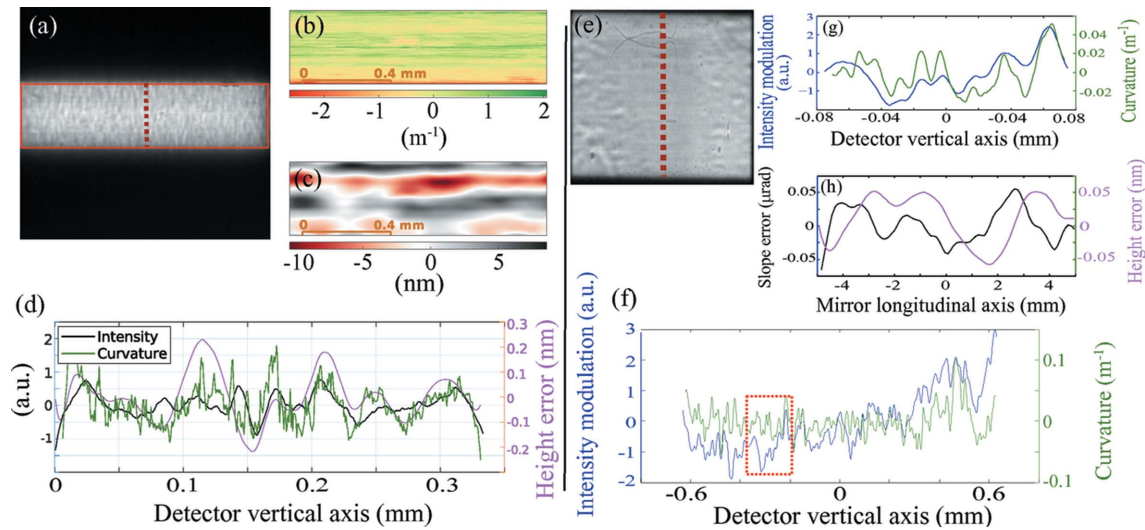 (a)
(b)
0 0.4 mm
-2 -1 0 1 2
(m-1)
(c)
0 0.4 mm
-10 -5 0 5
(nm)
(d)
Intensity
Curvature
2
1
0
-1
(a.u.)
0.3
0.2
0.1
0
-0.1
-0.2
Height error (nm)
0 0.1 0.2 0.3
Detector vertical axis (mm)
(e)
(g)
Intensity modulation
(a.u.)
3
2
1
0
-1
0.04
0.02
0
-0.02
Curvature (m-1)
-0.08 -0.04 0 0.04 0.08
Detector vertical axis (mm)
(h)
Slope error (μrad)
0.05
0
-0.05
0.05
0
-0.05
Height error (nm)
-4 -2 0 2 4
Mirror longitudinal axis (mm)
(f)
Intensity modulation (a.u.)
3
2
1
0
-1
-2
0.1
0
-0.1
Curvature (m-1)
-0.6 0 0.6
Detector vertical axis (mm)